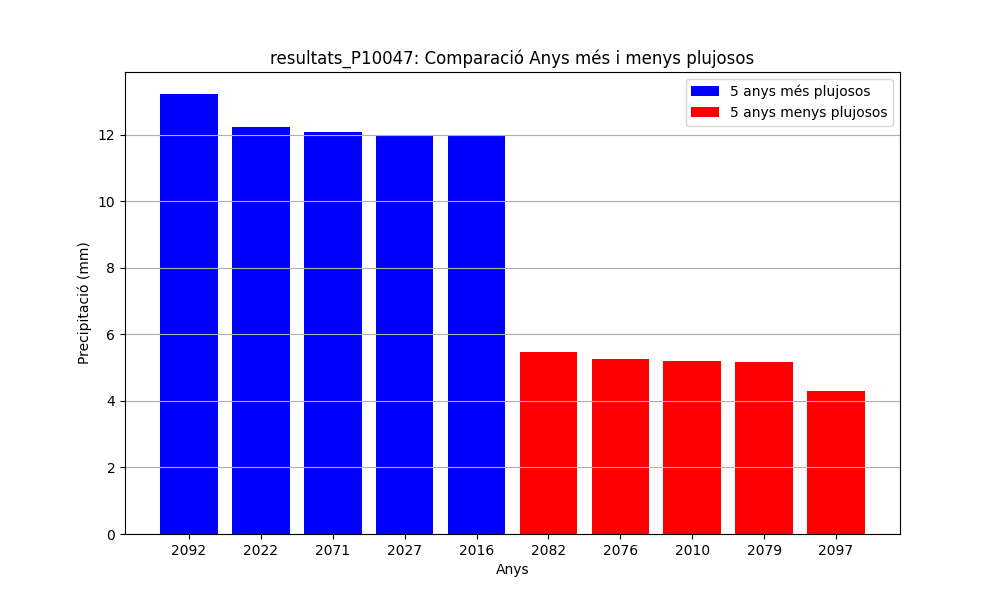 resultats_P10047: Comparació Anys més i menys plujosos
5 anys més plujosos
5 anys menys plujosos
Precipitació (mm)
12
10
8
6
4
2
0
2092 2022 2071 2027 2016 2082 2076 2010 2079 2097
Anys